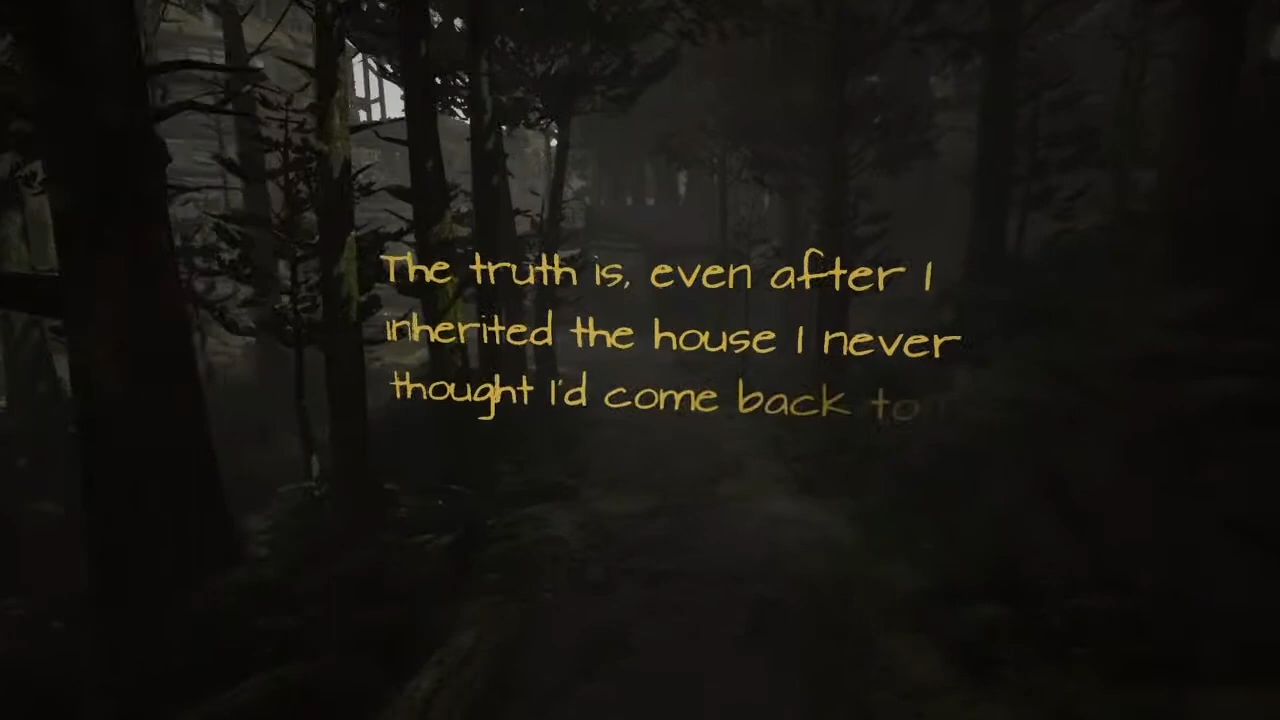 The truth is, even after I
inherited the house I never
thought I'd come back to